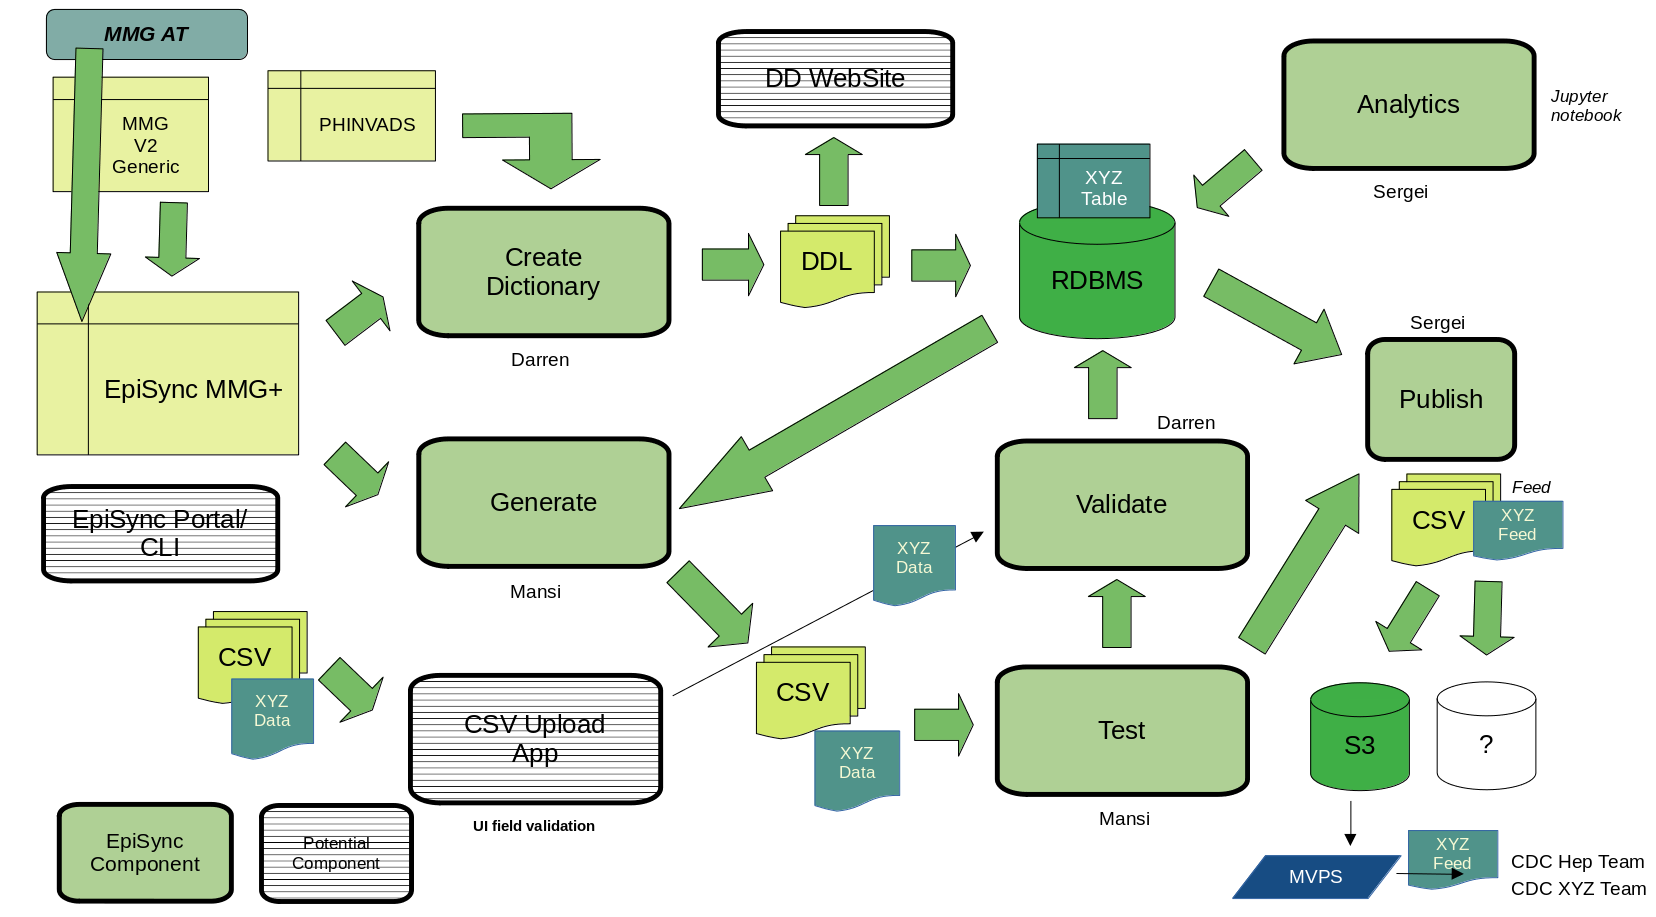 MMG AT
MMG
V2
Generic
PHINVADS
DD WebSite
Analytics
Jupyter
notebook
Sergei
XYZ
Table
RDBMS
Create
Dictionary
Darren
DDL
EpiSync MMG+
Sergei
Publish
Generate
Mansi
Darren
Validate
EpiSync Portal/
CLI
CSV
XYZ
Feed
Feed
XYZ
Data
CSV
XYZ
Data
CSV Upload
App
UI field validation
CSV
XYZ
Data
Test
Mansi
S3
?
EpiSync
Component
Potential
Component
MVPS
XYZ
Feed
CDC Hep Team
CDC XYZ Team